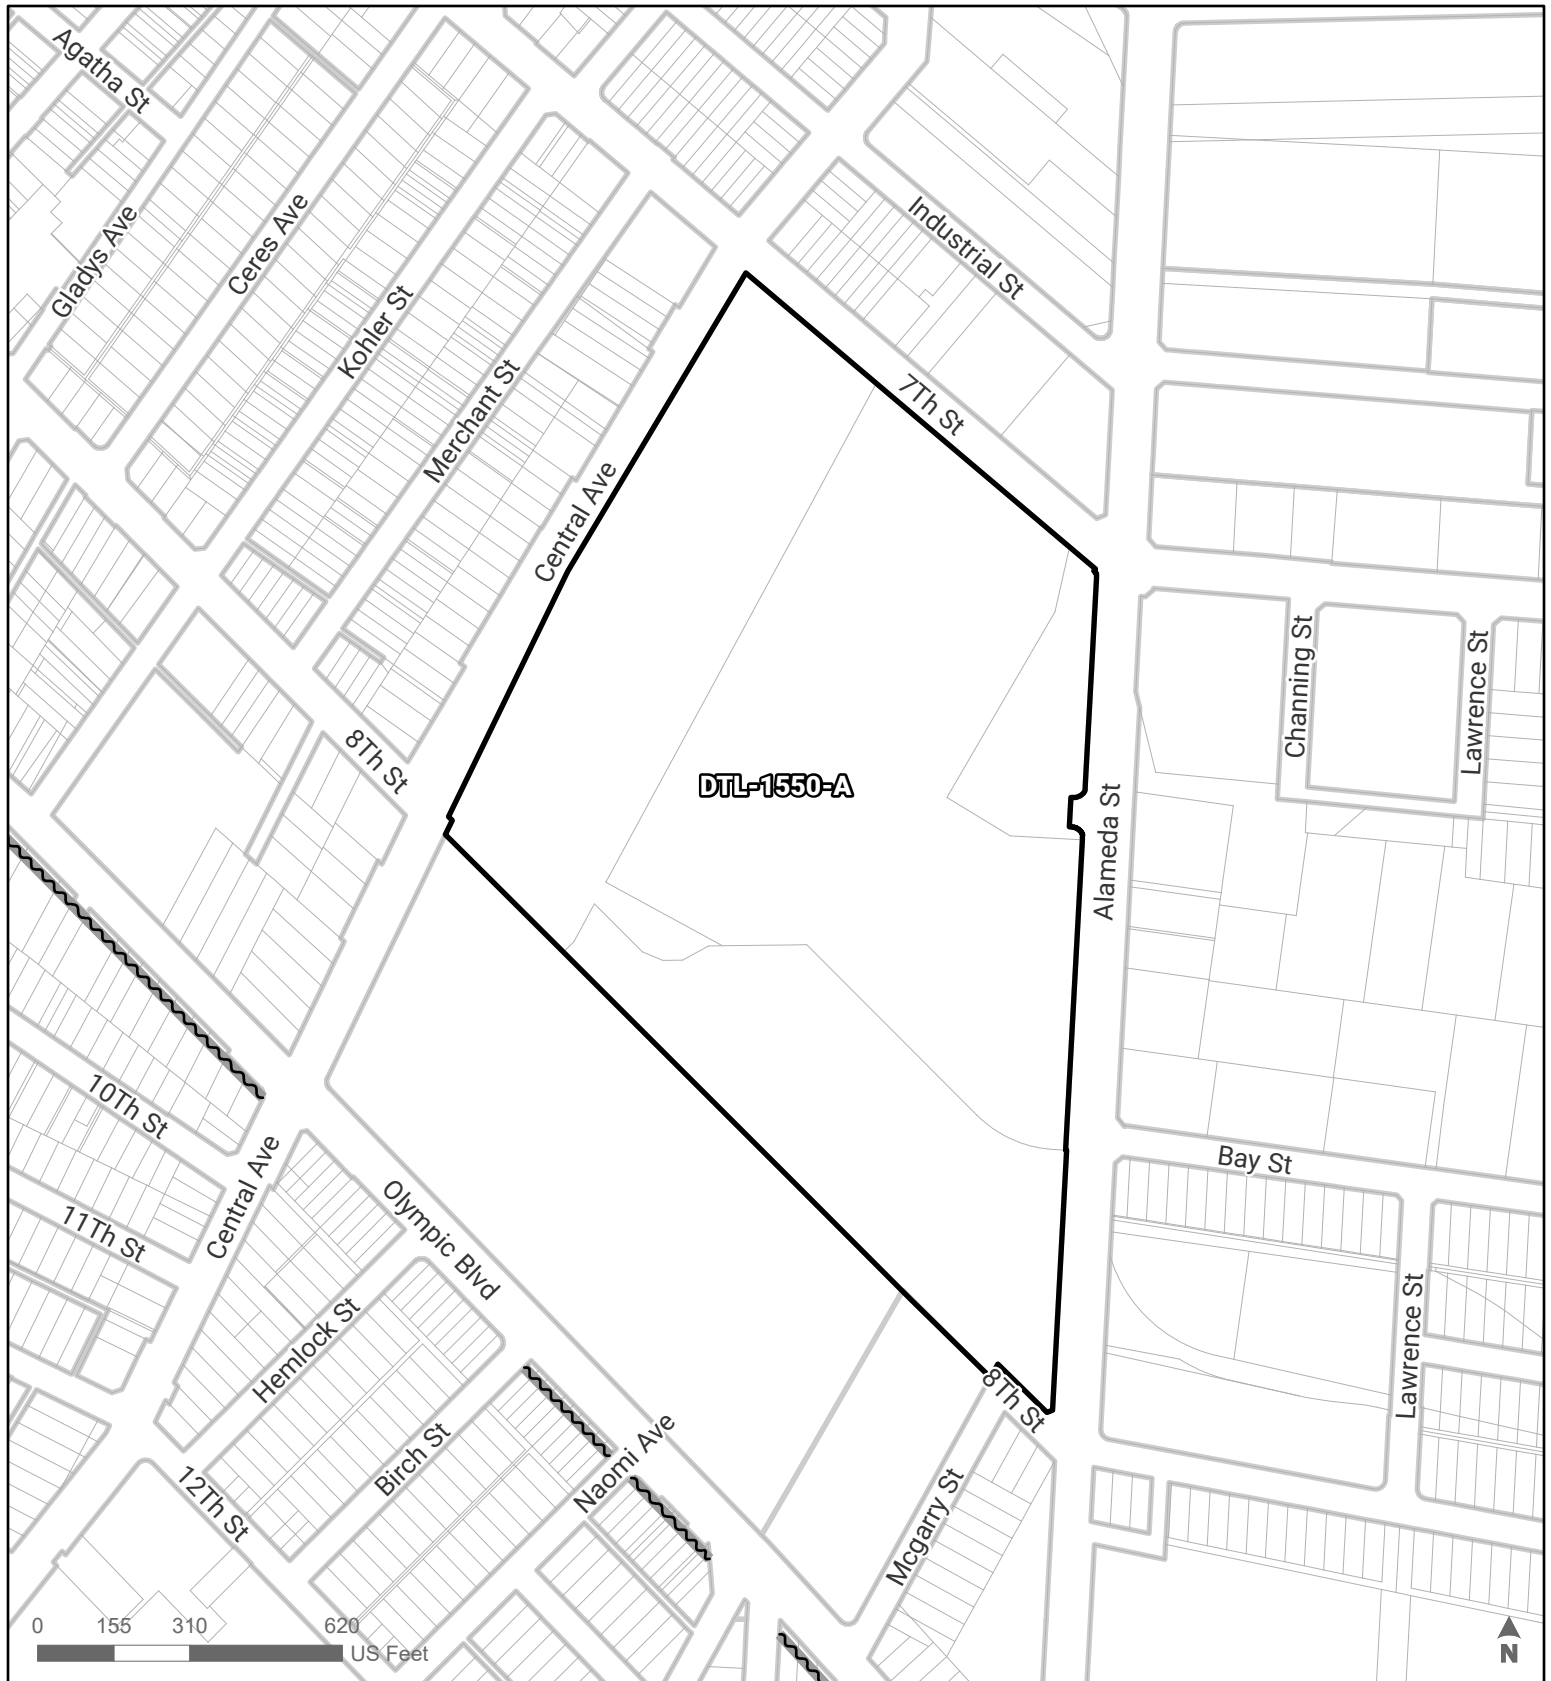 Agatha St
Gladys Ave
Ceres Ave
Kohler St
Merchant St
Central Ave
Industrial St
7Th St
8Th St
DTL-1550-A
Alameda St
Channing St
Lawrence St
10Th St
11Th St
Central Ave
Olympic Blvd
Hemlock St
Birch St
12Th St
Naomi Ave
8Th St
Mcgarry St
Bay St
Lawrence St
0 155 310 620
US Feet
N